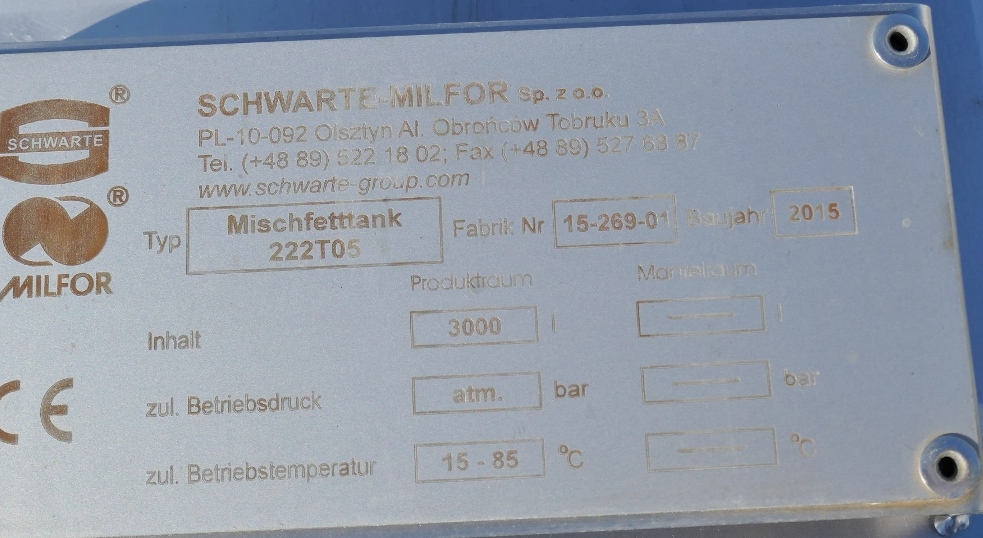 ®
SCHWARTE
SCHWARTE-MILFOR Sp. z o.o.
PL-10-092 Olsztyn Al. Obrońców Tobruku 3A
Tel. (+48 89) 522 18 02; Fax (+48 89) 527 63 87
www.schwarte-group.com
®
MILFOR
Typ Mischfetttank 222T05 Fabrik Nr 15-269-01 Baujahr 2015
Produktraum Mantelraum
Inhalt 3000 l l
zul. Betriebsdruck atm. bar bar
zul. Betriebstemperatur 15 - 85 °C °C
CE